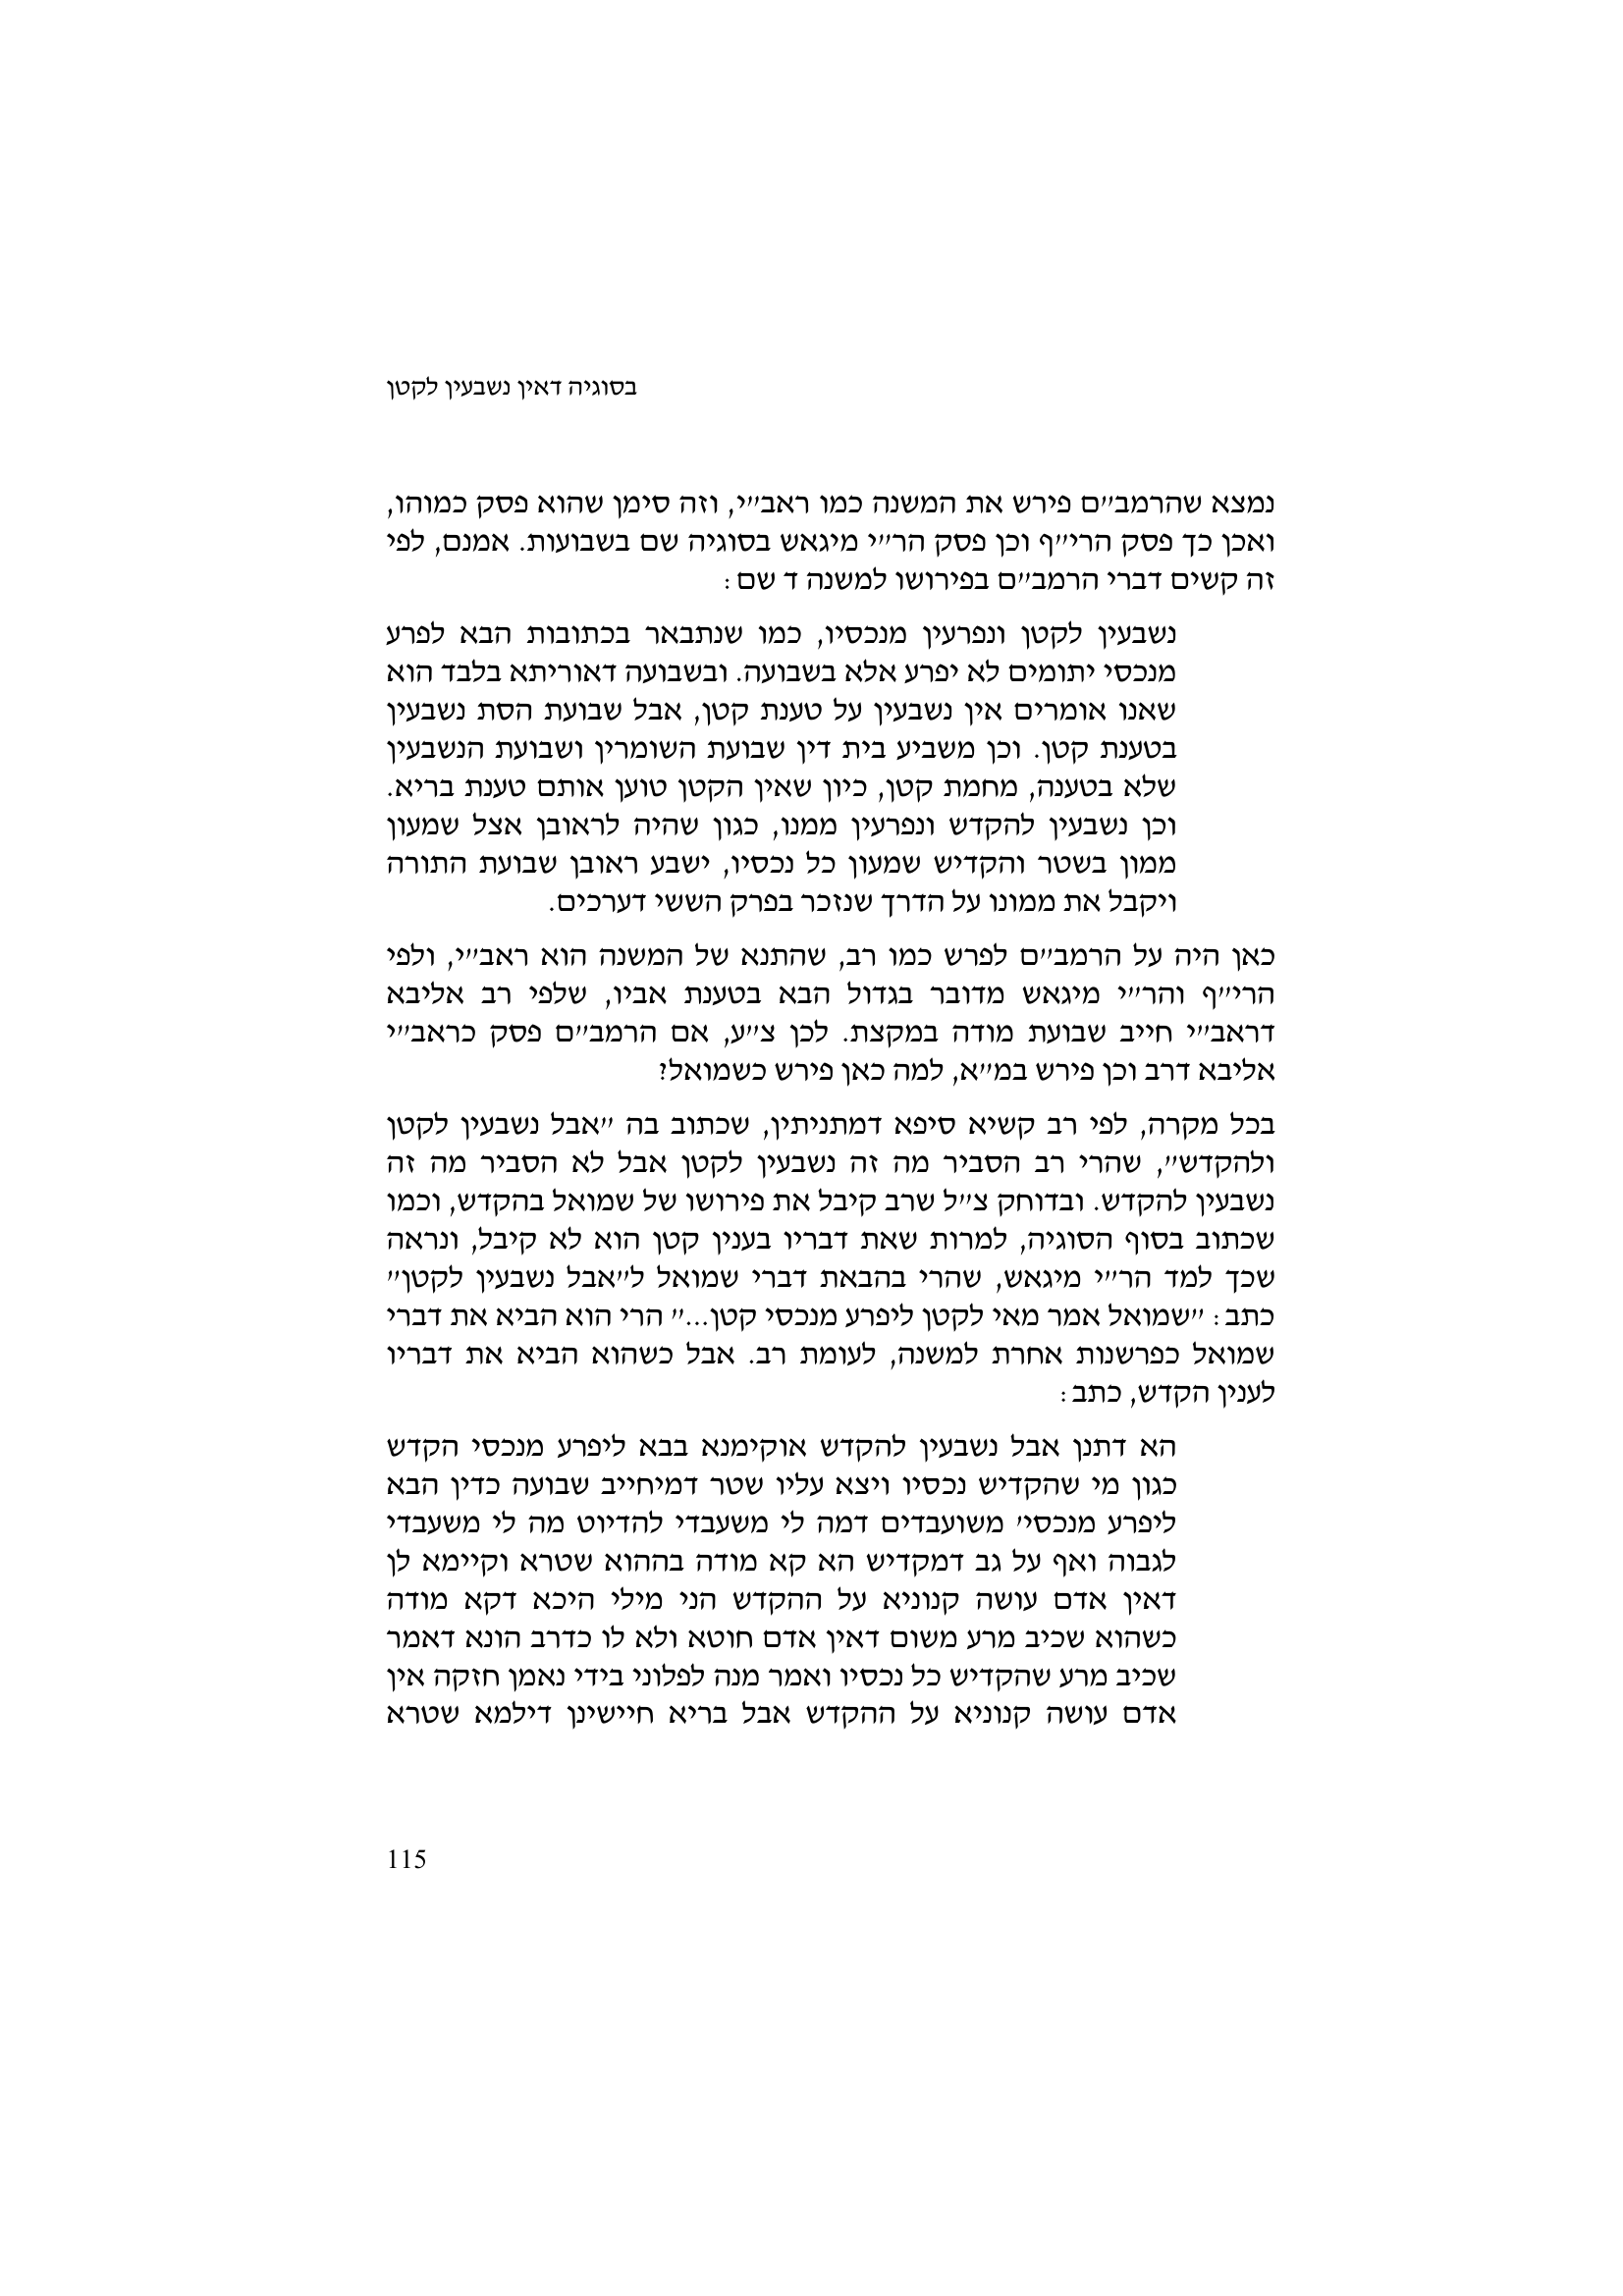 בסוגיה דאין נשבעין לקטן
נמצא שהרמב״ם פירש את המשנה כמו ראב״י, וזה סימן שהוא פסק כמוהו,
ואכן כך פסק הרי״ף וכן פסק הר״י מיגאש בסוגיה שם בשבועות. אמנם, לפי
זה קשים דברי הרמב״ם בפירושו למשנה ד שם:
נשבעין לקטן ונפרעין מנכסיו, כמו שנתבאר בכתובות הבא לפרע
מנכסי יתומים לא יפרע אלא בשבועה. ובשבועה דאוריתא בלבד הוא
שאנו אומרים אין נשבעין על טענת קטן, אבל שבועת הסת נשבעין
בטענת קטן. וכן משביע בית דין שבועת השומרין ושבועת הנשבעין
שלא בטענה, מחמת קטן, כיון שאין הקטן טוען אותם טענת בריא.
וכן נשבעין להקדש ונפרעין ממנו, כגון שהיה לראובן אצל שמעון
ממון בשטר והקדיש שמעון כל נכסיו, ישבע ראובן שבועת התורה
ויקבל את ממונו על הדרך שנזכר בפרק הששי דערכים.
כאן היה על הרמב״ם לפרש כמו רב, שהתנא של המשנה הוא ראב״י, ולפי
הרי״ף והר״י מיגאש מדובר בגדול הבא בטענת אביו, שלפי רב אליבא
דראב״י חייב שבועת מודה במקצת. לכן צ״ע, אם הרמב״ם פסק כראב״י
אליבא דרב וכן פירש במ״א, למה כאן פירש כשמואל?
בכל מקרה, לפי רב קשיא סיפא דמתניתין, שכתוב בה ״אבל נשבעין לקטן
ולהקדש״, שהרי רב הסביר מה זה נשבעין לקטן אבל לא הסביר מה זה
נשבעין להקדש. ובדוחק צ״ל שרב קיבל את פירושו של שמואל בהקדש, וכמו
שכתוב בסוף הסוגיה, למרות שאת דבריו בענין קטן הוא לא קיבל, ונראה
שכך למד הר״י מיגאש, שהרי בהבאת דברי שמואל ל״אבל נשבעין לקטן״
כתב: ״שמואל אמר מאי לקטן ליפרע מנכסי קטן...״ הרי הוא הביא את דברי
שמואל כפרשנות אחרת למשנה, לעומת רב. אבל כשהוא הביא את דבריו
לענין הקדש, כתב:
הא דתנן אבל נשבעין להקדש אוקימנא בבא ליפרע מנכסי הקדש
כגון מי שהקדיש נכסיו ויצא עליו שטר דמיחייב שבועה כדין הבא
ליפרע מנכסי׳ משועבדים דמה לי משעבדי להדיוט מה לי משעבדי
לגבוה ואף על גב דמקדיש הא קא מודה בההוא שטרא וקיימא לן
דאין אדם עושה קנוניא על ההקדש הני מילי היכא דקא מודה
כשהוא שכיב מרע משום דאין אדם חוטא ולא לו כדרב הונא דאמר
שכיב מרע שהקדיש כל נכסיו ואמר מנה לפלוני בידי נאמן חזקה אין
אדם עושה קנוניא על ההקדש אבל בריא חיישינן דילמא שטרא
115